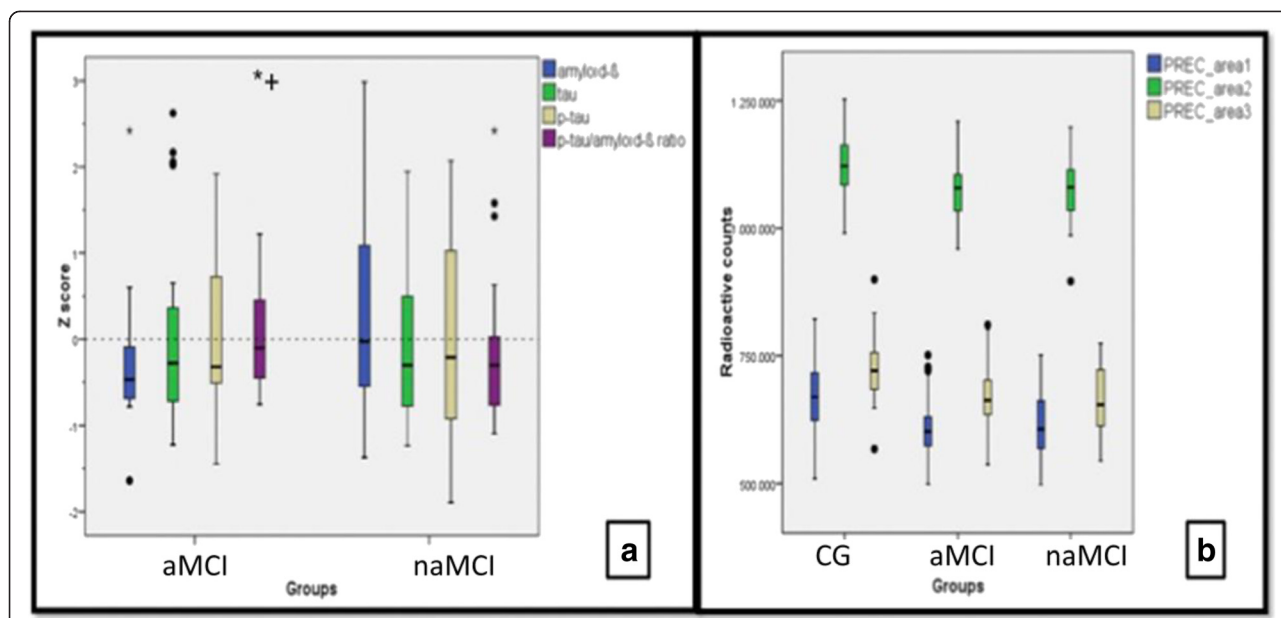 3
2
1
0
-1
-2
Z score
* +
*
*
aMCI
naMCI
Groups
amyloid-ß
tau
p-tau
p-tau/amyloid-ß ratio
a
1.250.000
1.000.000
750.000
500.000
Radioactive counts
CG
aMCI
naMCI
Groups
PREC_area1
PREC_area2
PREC_area3
b